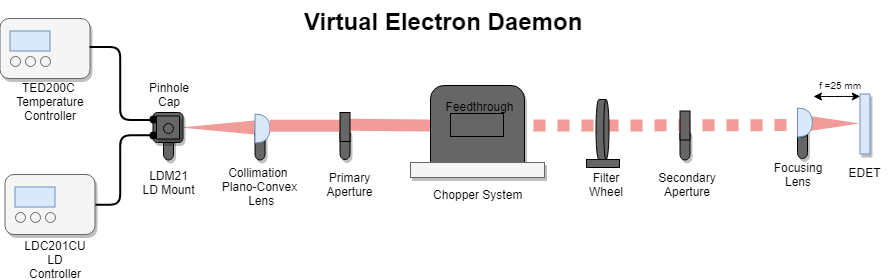 Virtual Electron Daemon
TED200C
Temperature
Controller
Pinhole
Cap
LDM21
LD Mount
LDC201CU
LD
Controller
Collimation
Plano-Convex
Lens
Primary
Aperture
Feedthrough
Chopper System
Filter
Wheel
Secondary
Aperture
f =25 mm
Focusing
Lens
EDET